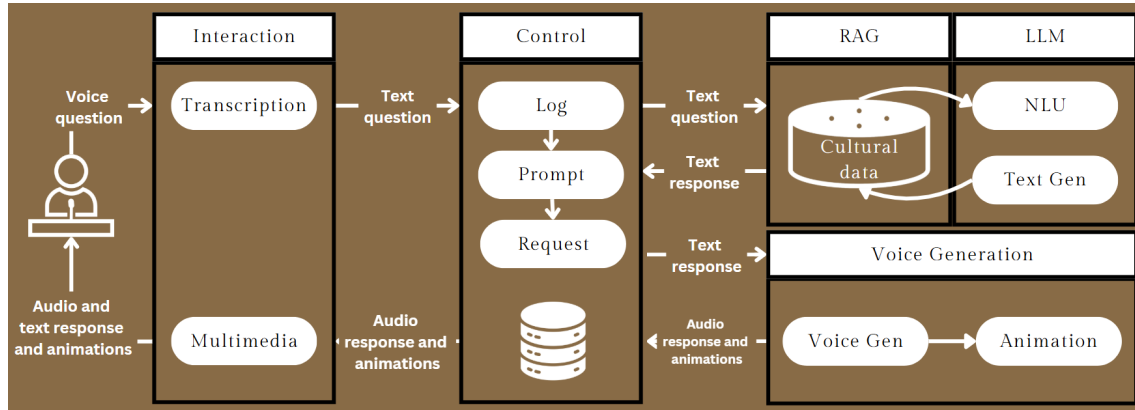 Interaction
Control
RAG
LLM
Voice
question
Transcription
Text
question
Log
Text
question
Cultural
data
NLU
Prompt
Text
response
Text Gen
Request
Text
response
Voice Generation
Audio and
text response
and animations
Multimedia
Audio
response and
animations
Audio
response and
animations
Voice Gen
Animation